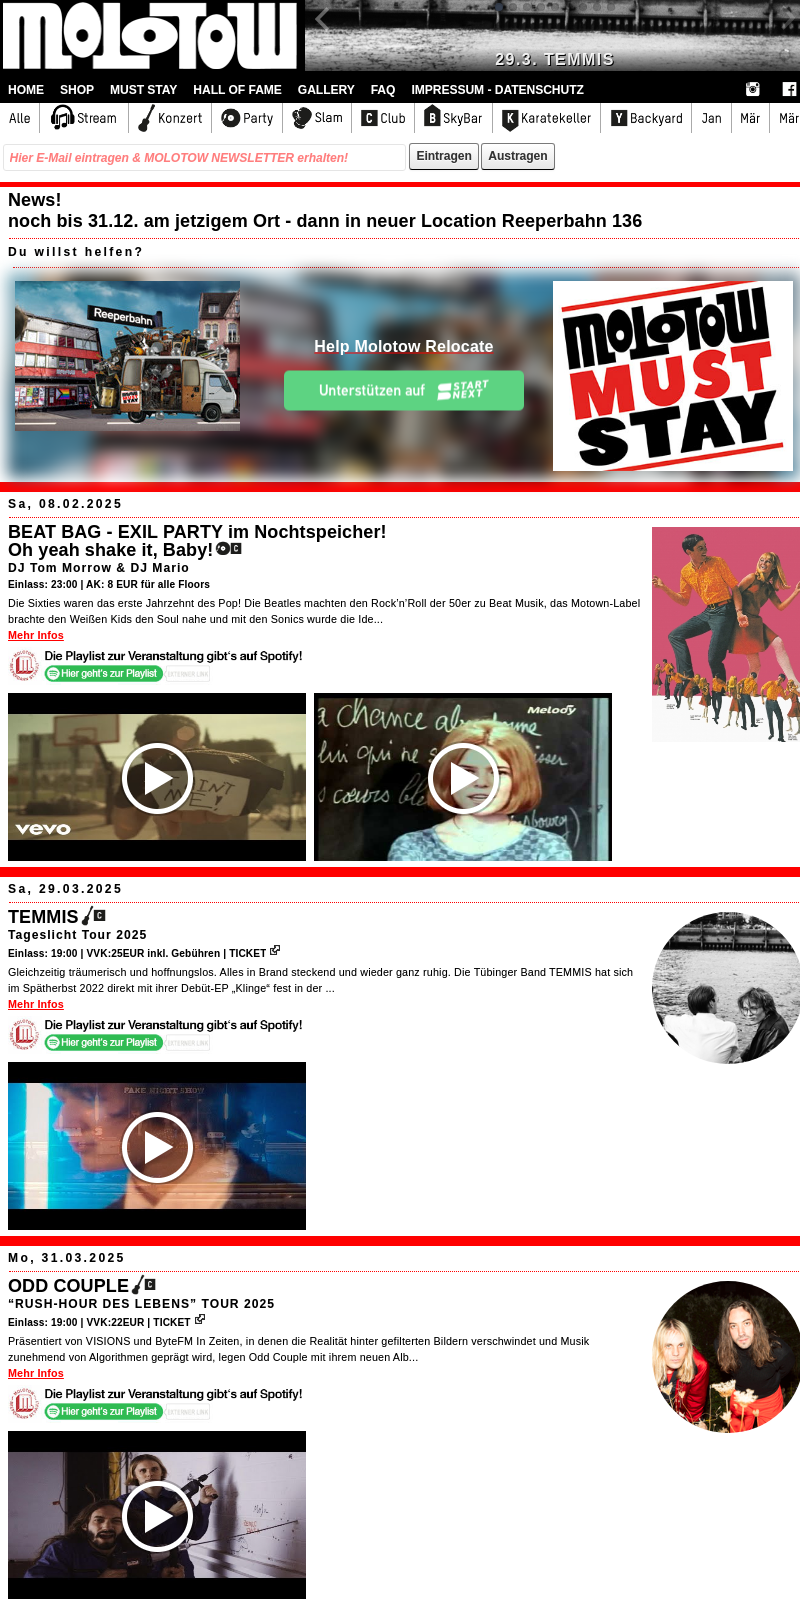 MOLOTOW
29.3. TEMMIS
HOME SHOP MUST STAY HALL OF FAME GALLERY FAQ IMPRESSUM - DATENSCHUTZ
Alle Stream Konzert Party Slam C Club B SkyBar K Karatekeller Y Backyard Jan Mär Mär
Hier E-Mail eintragen & MOLOTOW NEWSLETTER erhalten! Eintragen Austragen
News!
noch bis 31.12. am jetzigem Ort - dann in neuer Location Reeperbahn 136
Du willst helfen?
Reeperbahn
Help Molotow Relocate
Unterstützen auf START NEXT
MOLOTOW
MUST
STAY
Sa, 08.02.2025
BEAT BAG - EXIL PARTY im Nochtspeicher!
Oh yeah shake it, Baby! C
DJ Tom Morrow & DJ Mario
Einlass: 23:00 | AK: 8 EUR für alle Floors
Die Sixties waren das erste Jahrzehnt des Pop! Die Beatles machten den Rock’n’Roll der 50er zu Beat Musik, das Motown-Label
brachte den Weißen Kids den Soul nahe und mit den Sonics wurde die Ide...
Mehr Infos
Die Playlist zur Veranstaltung gibt's auf Spotify!
Hier geht's zur Playlist EXTERNER LINK
vevo
Melody
Sa, 29.03.2025
TEMMIS C
Tageslicht Tour 2025
Einlass: 19:00 | VVK:25EUR inkl. Gebühren | TICKET
Gleichzeitig träumerisch und hoffnungslos. Alles in Brand steckend und wieder ganz ruhig. Die Tübinger Band TEMMIS hat sich
im Spätherbst 2022 direkt mit ihrer Debüt-EP „Klinge“ fest in der ...
Mehr Infos
Die Playlist zur Veranstaltung gibt's auf Spotify!
Hier geht's zur Playlist EXTERNER LINK
FAKE NIGHT SHOW
Mo, 31.03.2025
ODD COUPLE C
“RUSH-HOUR DES LEBENS” TOUR 2025
Einlass: 19:00 | VVK:22EUR | TICKET
Präsentiert von VISIONS und ByteFM In Zeiten, in denen die Realität hinter gefilterten Bildern verschwindet und Musik
zunehmend von Algorithmen geprägt wird, legen Odd Couple mit ihrem neuen Alb...
Mehr Infos
Die Playlist zur Veranstaltung gibt's auf Spotify!
Hier geht's zur Playlist EXTERNER LINK